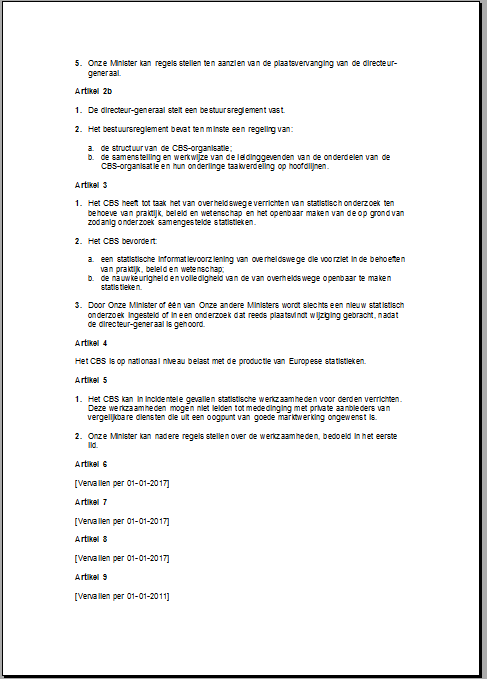 5. Onze Minister kan regels stellen ten aanzien van de plaatsvervanging van de directeur-
generaal.
Artikel 2b
1. De directeur-generaal stelt een bestuursreglement vast.
2. Het bestuursreglement bevat ten minste een regeling van:
a. de structuur van de CBS-organisatie;
b. de samenstelling en werkwijze van de leidinggevenden van de onderdelen van de
CBS-organisatie en hun onderlinge taakverdeling op hoofdlijnen.
Artikel 3
1. Het CBS heeft tot taak het van overheidswege verrichten van statistisch onderzoek ten
behoeve van praktijk, beleid en wetenschap en het openbaar maken van de op grond van
zodanig onderzoek samengestelde statistieken.
2. Het CBS bevordert:
a. een statistische informatievoorziening van overheidswege die voorziet in de behoeften
van praktijk, beleid en wetenschap;
b. de nauwkeurigheid en volledigheid van de van overheidswege openbaar te maken
statistieken.
3. Door Onze Minister of één van Onze andere Ministers wordt slechts een nieuw statistisch
onderzoek ingesteld of in een onderzoek dat reeds plaatsvindt wijziging gebracht, nadat
de directeur-generaal is gehoord.
Artikel 4
Het CBS is op nationaal niveau belast met de productie van Europese statistieken.
Artikel 5
1. Het CBS kan in incidentele gevallen statistische werkzaamheden voor derden verrichten.
Deze werkzaamheden mogen niet leiden tot mededinging met private aanbieders van
vergelijkbare diensten die uit een oogpunt van goede marktwerking ongewenst is.
2. Onze Minister kan nadere regels stellen over de werkzaamheden, bedoeld in het eerste
lid.
Artikel 6
[Vervallen per 01-01-2017]
Artikel 7
[Vervallen per 01-01-2017]
Artikel 8
[Vervallen per 01-01-2017]
Artikel 9
[Vervallen per 01-01-2011]